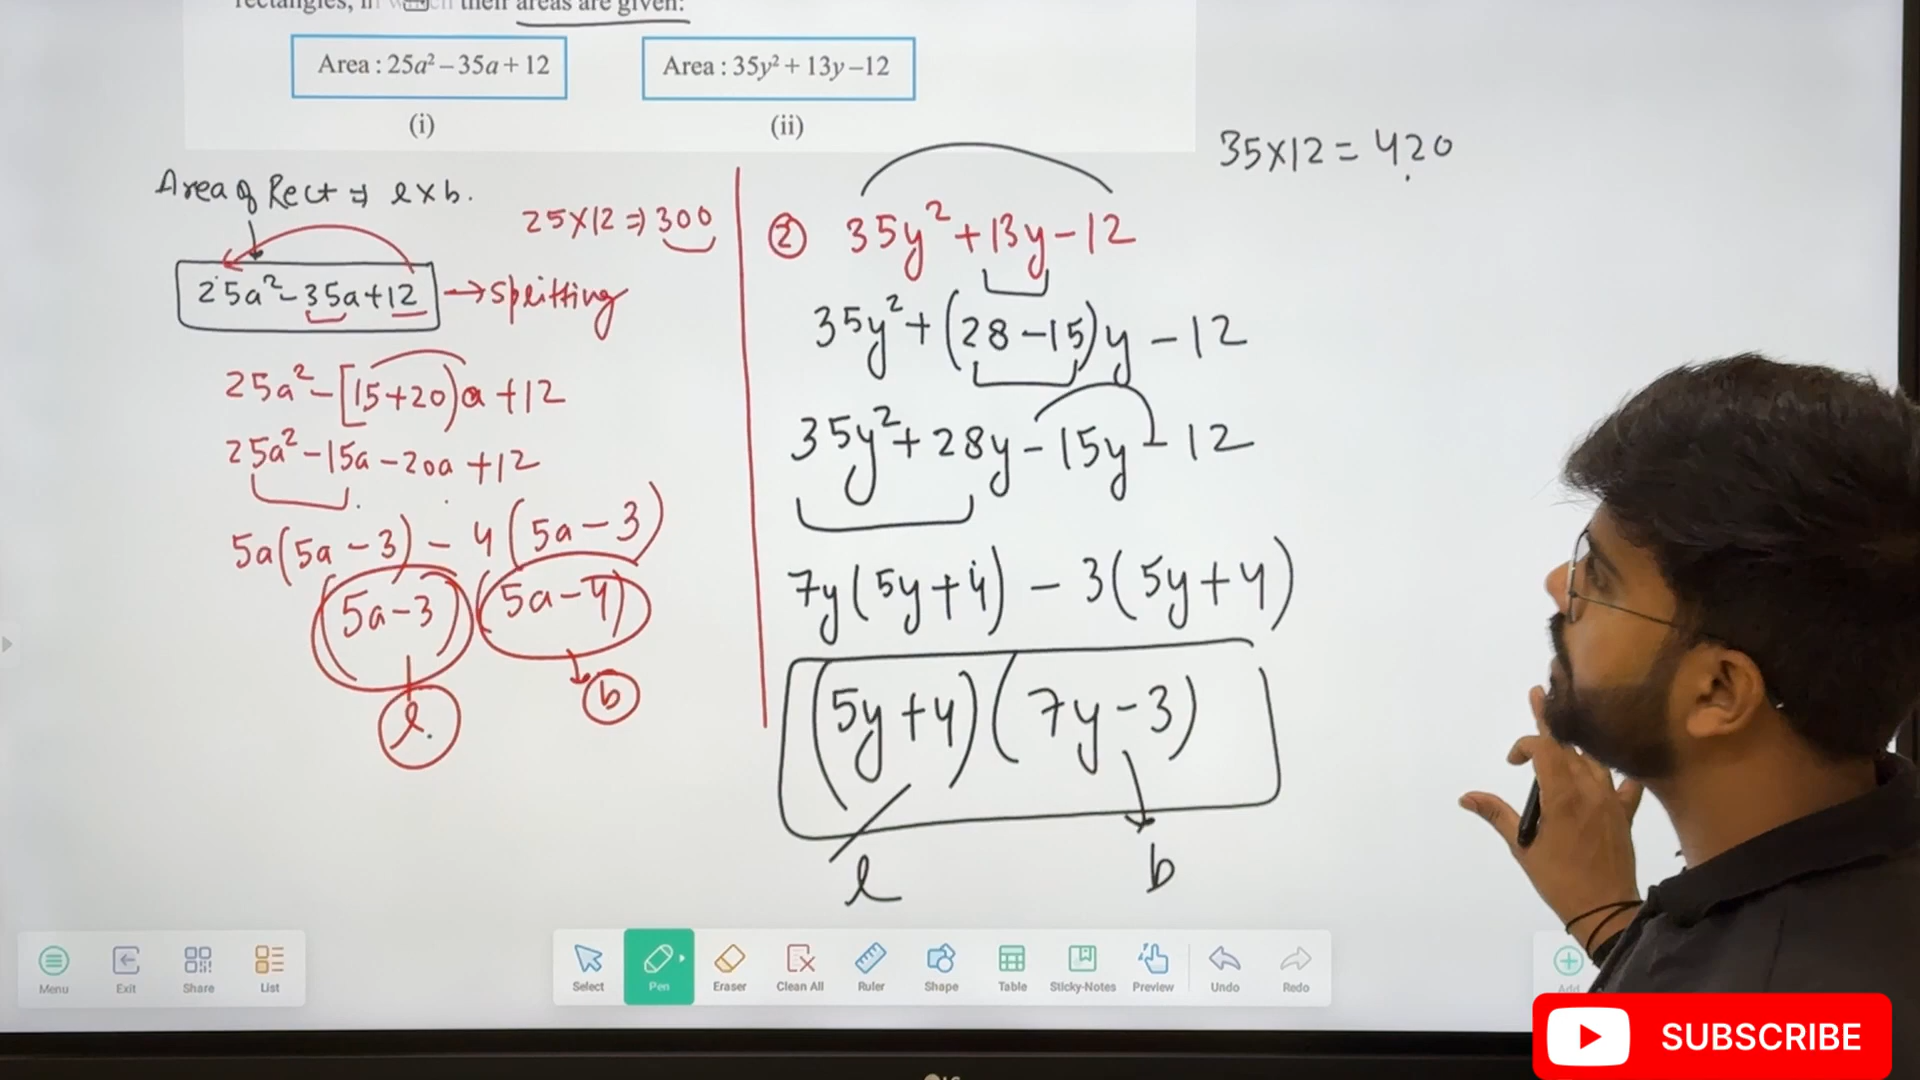 rectangles, in which their areas are given:
Area : 25a² – 35a + 12
Area : 35y² + 13y –12
(i)
(ii)
Area of Rect ⇒ l × b.
25×12 ⇒ 300
25a² - 35a + 12 → Splitting
25a² - [15+20)a + 12
25a² - 15a - 20a + 12
5a(5a - 3) - 4(5a - 3)
(5a - 3)(5a - 4)
l.
b
35×12 = 420
② 35y² + 13y - 12
35y² + (28 - 15)y - 12
35y² + 28y - 15y - 12
7y(5y + 4) - 3(5y + 4)
(5y + 4)(7y - 3)
l
b
Menu
Exit
Share
List
Select
Pen
Eraser
Clean All
Ruler
Shape
Table
Sticky-Notes
Preview
Undo
Redo
Add
SUBSCRIBE